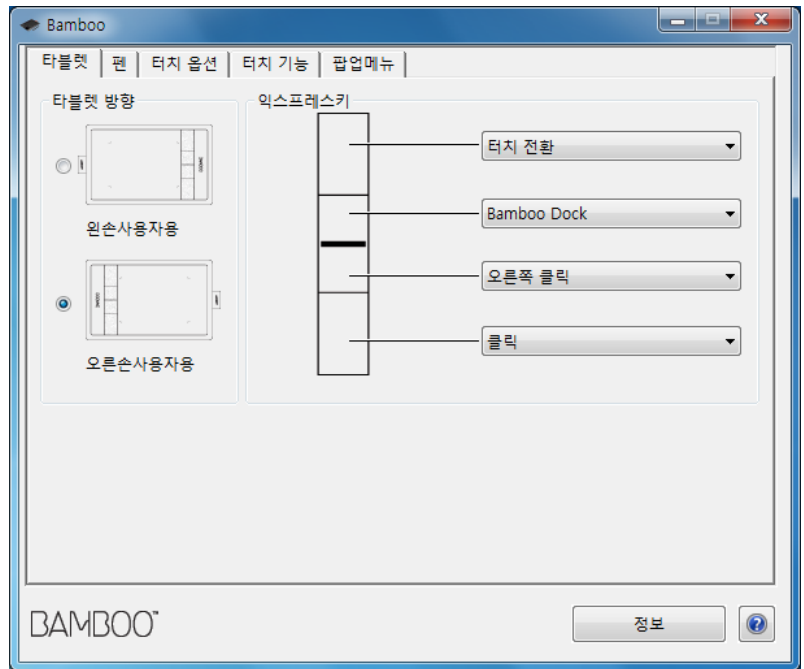 Bamboo
타블렛 펜 터치 옵션 터치 기능 팝업메뉴
타블렛 방향
왼손사용자용
오른손사용자용
익스프레스키
터치 전환
Bamboo Dock
오른쪽 클릭
클릭
BAMBOO™
정보
?